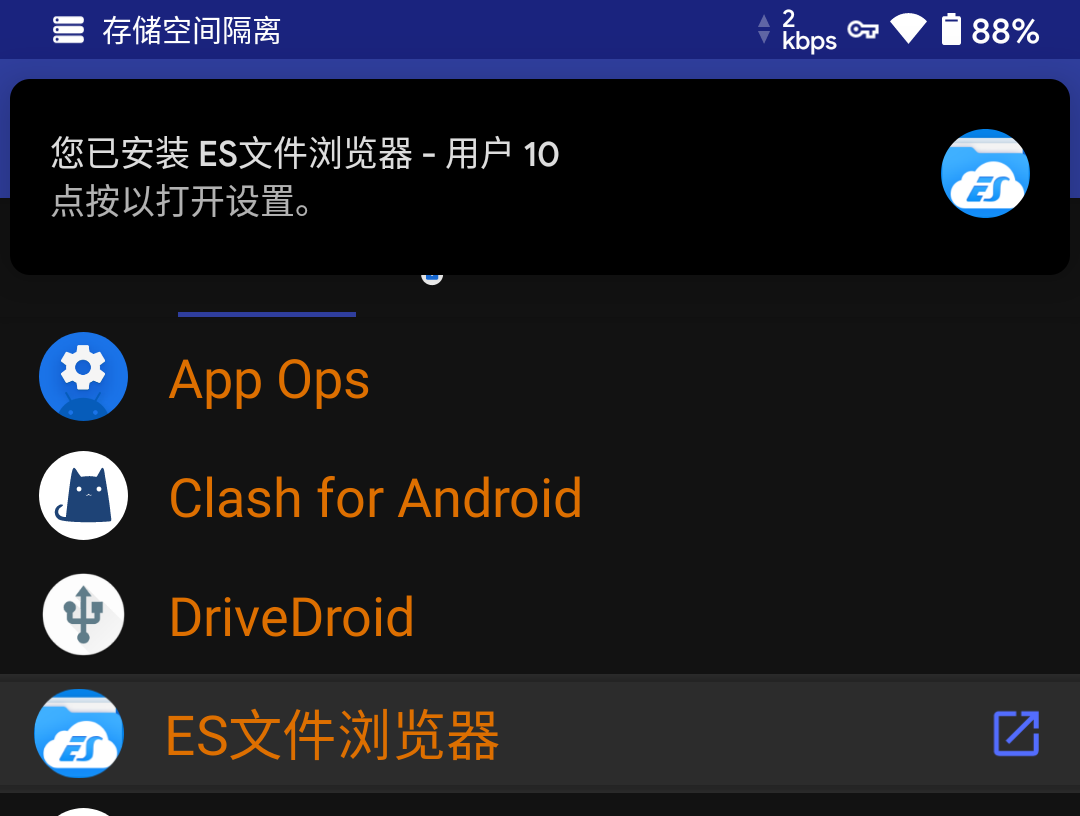 存储空间隔离
2
kbps
88%
您已安装 ES文件浏览器 - 用户 10
点按以打开设置。
ES
App Ops
Clash for Android
DriveDroid
ES
ES文件浏览器